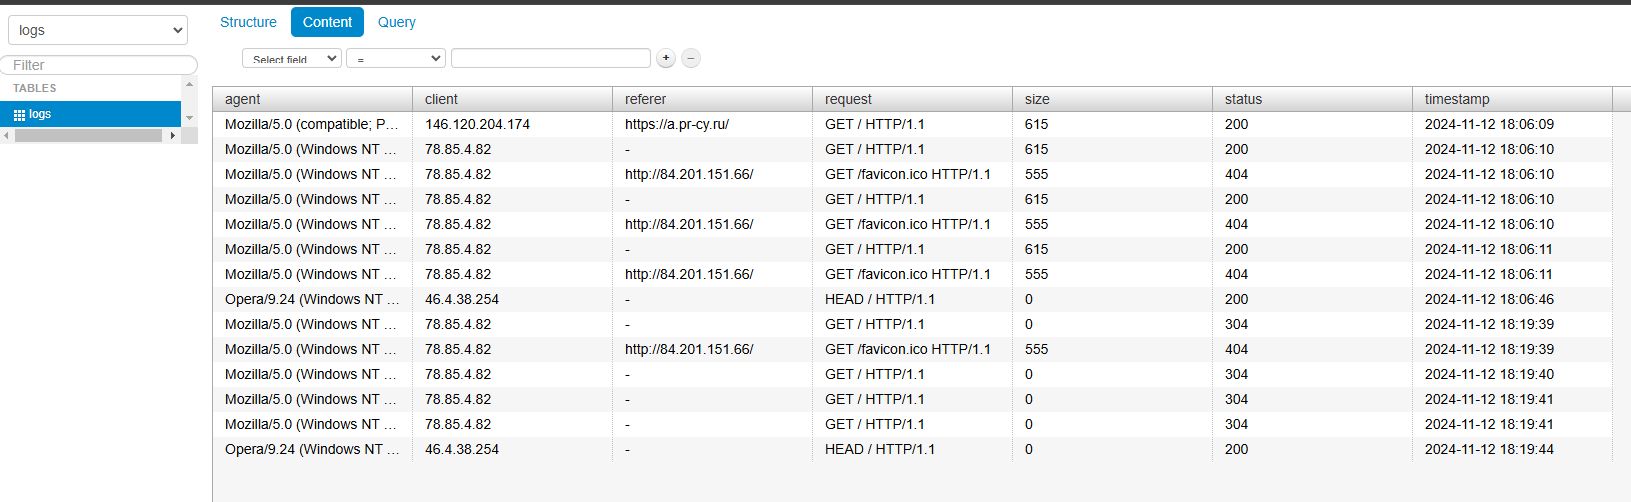 logs
Structure Content Query
Filter
Select field = + −
TABLES
logs
agent client referer request size status timestamp
Mozilla/5.0 (compatible; P... 146.120.204.174 https://a.pr-cy.ru/ GET / HTTP/1.1 615 200 2024-11-12 18:06:09
Mozilla/5.0 (Windows NT ... 78.85.4.82 - GET / HTTP/1.1 615 200 2024-11-12 18:06:10
Mozilla/5.0 (Windows NT ... 78.85.4.82 http://84.201.151.66/ GET /favicon.ico HTTP/1.1 555 404 2024-11-12 18:06:10
Mozilla/5.0 (Windows NT ... 78.85.4.82 - GET / HTTP/1.1 615 200 2024-11-12 18:06:10
Mozilla/5.0 (Windows NT ... 78.85.4.82 http://84.201.151.66/ GET /favicon.ico HTTP/1.1 555 404 2024-11-12 18:06:10
Mozilla/5.0 (Windows NT ... 78.85.4.82 - GET / HTTP/1.1 615 200 2024-11-12 18:06:11
Mozilla/5.0 (Windows NT ... 78.85.4.82 http://84.201.151.66/ GET /favicon.ico HTTP/1.1 555 404 2024-11-12 18:06:11
Opera/9.24 (Windows NT ... 46.4.38.254 - HEAD / HTTP/1.1 0 200 2024-11-12 18:06:46
Mozilla/5.0 (Windows NT ... 78.85.4.82 - GET / HTTP/1.1 0 304 2024-11-12 18:19:39
Mozilla/5.0 (Windows NT ... 78.85.4.82 http://84.201.151.66/ GET /favicon.ico HTTP/1.1 555 404 2024-11-12 18:19:39
Mozilla/5.0 (Windows NT ... 78.85.4.82 - GET / HTTP/1.1 0 304 2024-11-12 18:19:40
Mozilla/5.0 (Windows NT ... 78.85.4.82 - GET / HTTP/1.1 0 304 2024-11-12 18:19:41
Mozilla/5.0 (Windows NT ... 78.85.4.82 - GET / HTTP/1.1 0 304 2024-11-12 18:19:41
Opera/9.24 (Windows NT ... 46.4.38.254 - HEAD / HTTP/1.1 0 200 2024-11-12 18:19:44